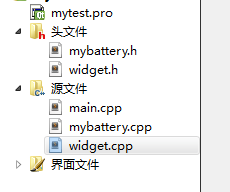 mytest.pro
头文件
mybattery.h
widget.h
源文件
main.cpp
mybattery.cpp
widget.cpp
界面文件